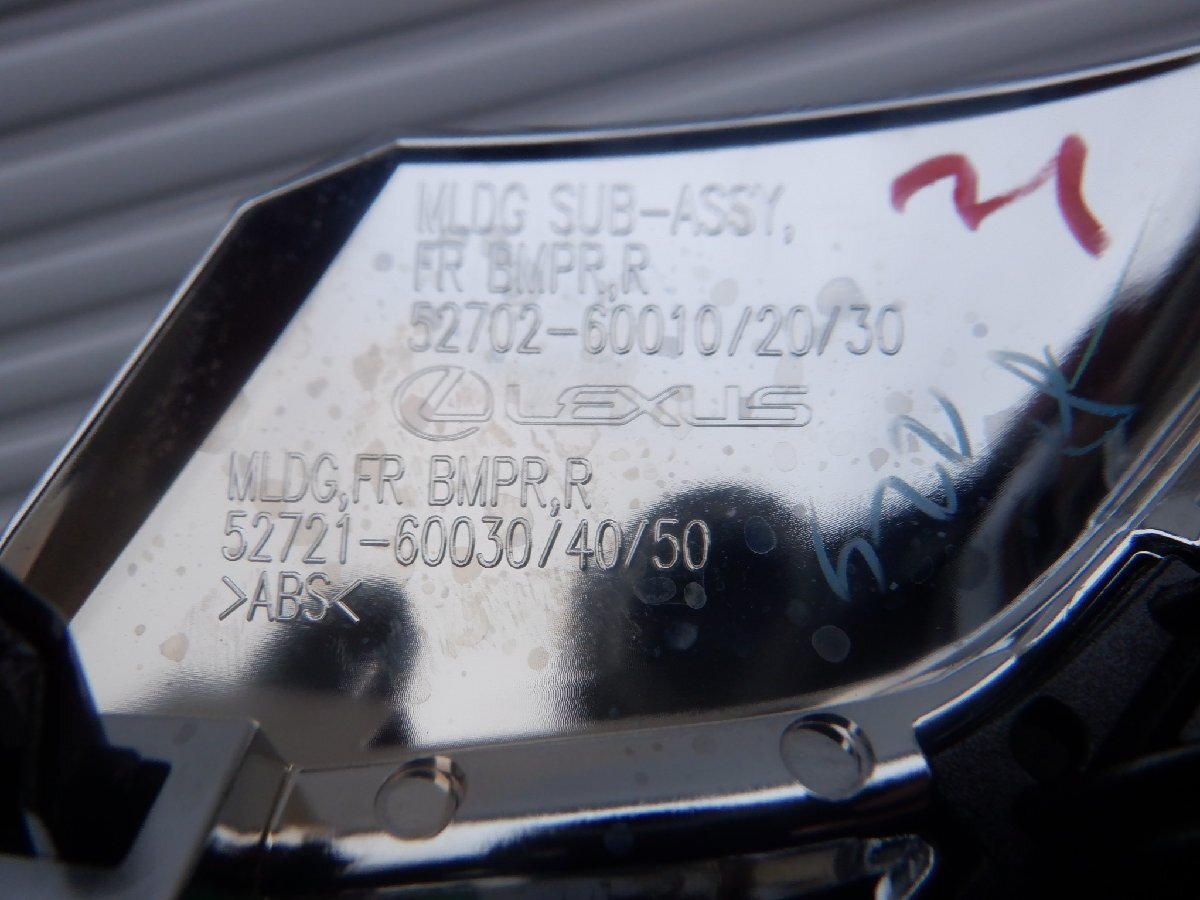 MLDG SUB-ASSY,
FR BMPR,R
52702-60010/20/30
LEXUS
MLDG,FR BMPR,R
52721-60030/40/50
>ABS<